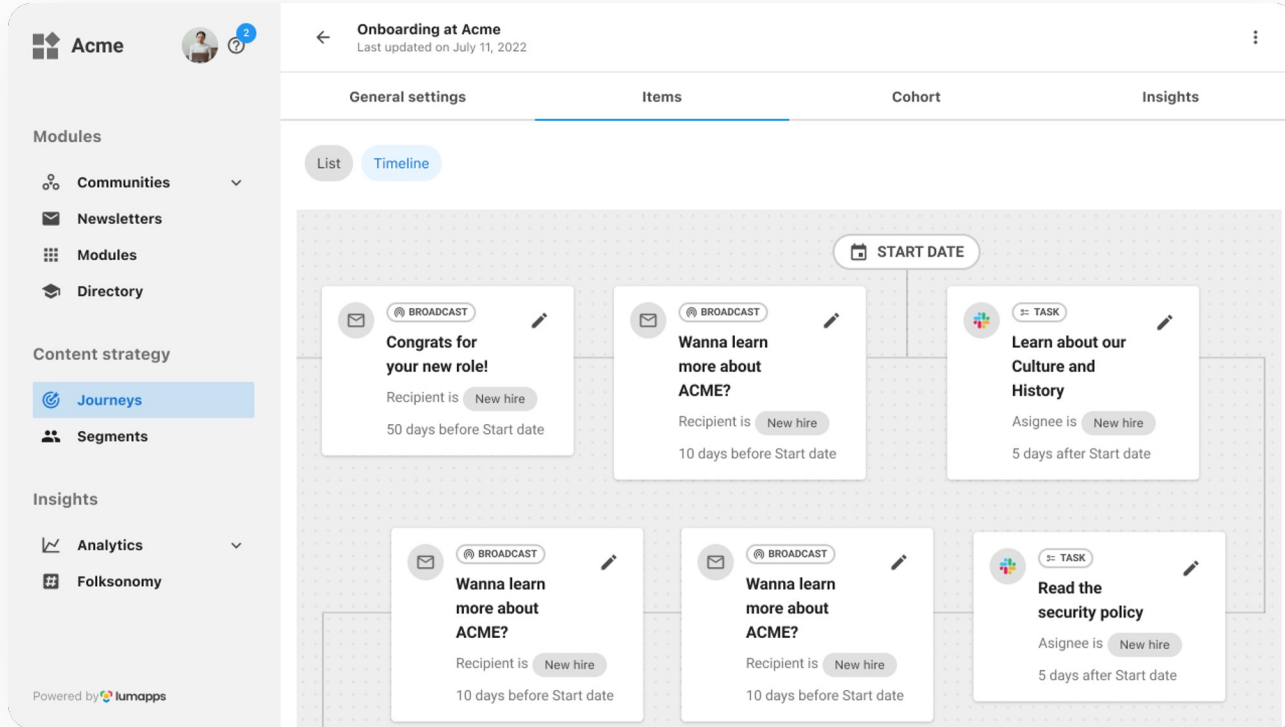 Acme
2
Modules
Communities
Newsletters
Modules
Directory
Content strategy
Journeys
Segments
Insights
Analytics
Folksonomy
Powered by lumapps
Onboarding at Acme
Last updated on July 11, 2022
General settings
Items
Cohort
Insights
List
Timeline
START DATE
BROADCAST
Congrats for
your new role!
Recipient is New hire
50 days before Start date
BROADCAST
Wanna learn
more about
ACME?
Recipient is New hire
10 days before Start date
TASK
Learn about our
Culture and
History
Asignee is New hire
5 days after Start date
BROADCAST
Wanna learn
more about
ACME?
Recipient is New hire
10 days before Start date
BROADCAST
Wanna learn
more about
ACME?
Recipient is New hire
10 days before Start date
TASK
Read the
security policy
Asignee is New hire
5 days after Start date